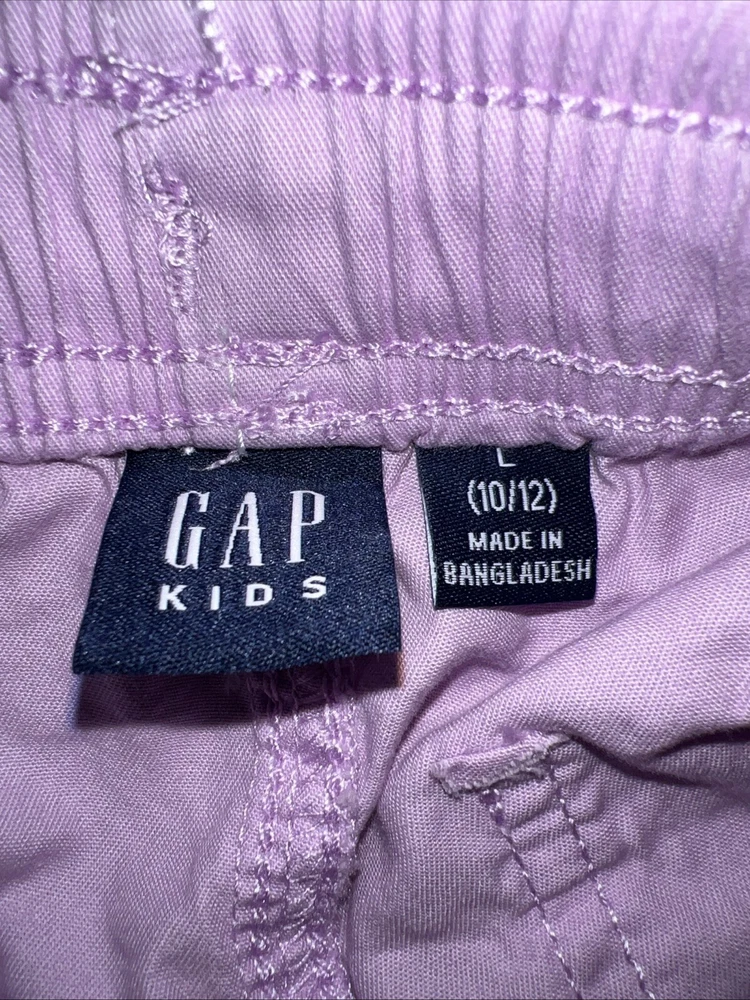 GAP
KIDS
L
(10/12)
MADE IN
BANGLADESH